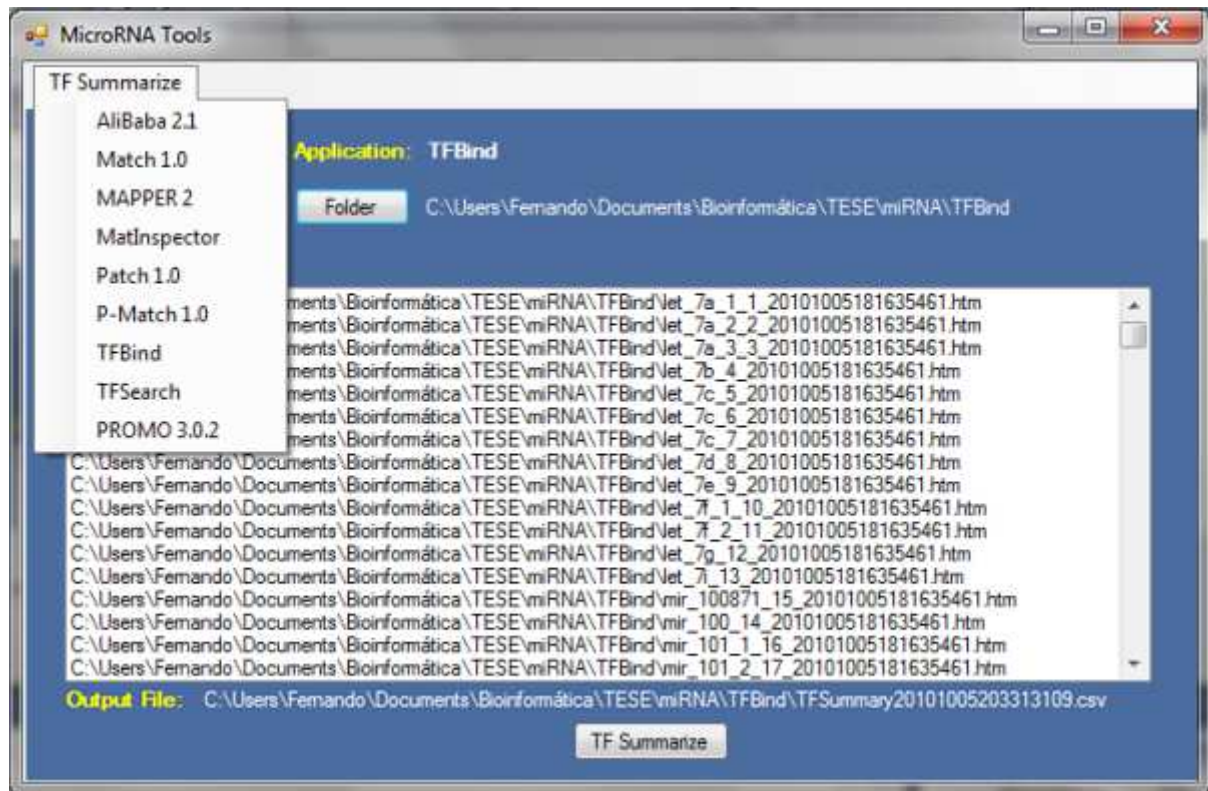 MicroRNA Tools
TF Summarize
AliBaba 2.1
Match 1.0
MAPPER 2
MatInspector
Patch 1.0
P-Match 1.0
TFBind
TFSearch
PROMO 3.0.2
Application: TFBind
Folder C:\Users\Fernando\Documents\Bioinformática\TESE\miRNA\TFBind
ments\Bioinformática\TESE\miRNA\TFBind\let_7a_1_1_20101005181635461.htm
ments\Bioinformática\TESE\miRNA\TFBind\let_7a_2_2_20101005181635461.htm
ments\Bioinformática\TESE\miRNA\TFBind\let_7a_3_3_20101005181635461.htm
ments\Bioinformática\TESE\miRNA\TFBind\let_7b_4_20101005181635461.htm
ments\Bioinformática\TESE\miRNA\TFBind\let_7c_5_20101005181635461.htm
ments\Bioinformática\TESE\miRNA\TFBind\let_7c_6_20101005181635461.htm
ments\Bioinformática\TESE\miRNA\TFBind\let_7c_7_20101005181635461.htm
C:\Users\Fernando\Documents\Bioinformática\TESE\miRNA\TFBind\let_7d_8_20101005181635461.htm
C:\Users\Fernando\Documents\Bioinformática\TESE\miRNA\TFBind\let_7e_9_20101005181635461.htm
C:\Users\Fernando\Documents\Bioinformática\TESE\miRNA\TFBind\let_7f_1_10_20101005181635461.htm
C:\Users\Fernando\Documents\Bioinformática\TESE\miRNA\TFBind\let_7f_2_11_20101005181635461.htm
C:\Users\Fernando\Documents\Bioinformática\TESE\miRNA\TFBind\let_7g_12_20101005181635461.htm
C:\Users\Fernando\Documents\Bioinformática\TESE\miRNA\TFBind\let_7i_13_20101005181635461.htm
C:\Users\Fernando\Documents\Bioinformática\TESE\miRNA\TFBind\mir_100871_15_20101005181635461.htm
C:\Users\Fernando\Documents\Bioinformática\TESE\miRNA\TFBind\mir_100_14_20101005181635461.htm
C:\Users\Fernando\Documents\Bioinformática\TESE\miRNA\TFBind\mir_101_1_16_20101005181635461.htm
C:\Users\Fernando\Documents\Bioinformática\TESE\miRNA\TFBind\mir_101_2_17_20101005181635461.htm
Output File: C:\Users\Fernando\Documents\Bioinformática\TESE\miRNA\TFBind\TFSummary20101005203313109.csv
TF Summarize